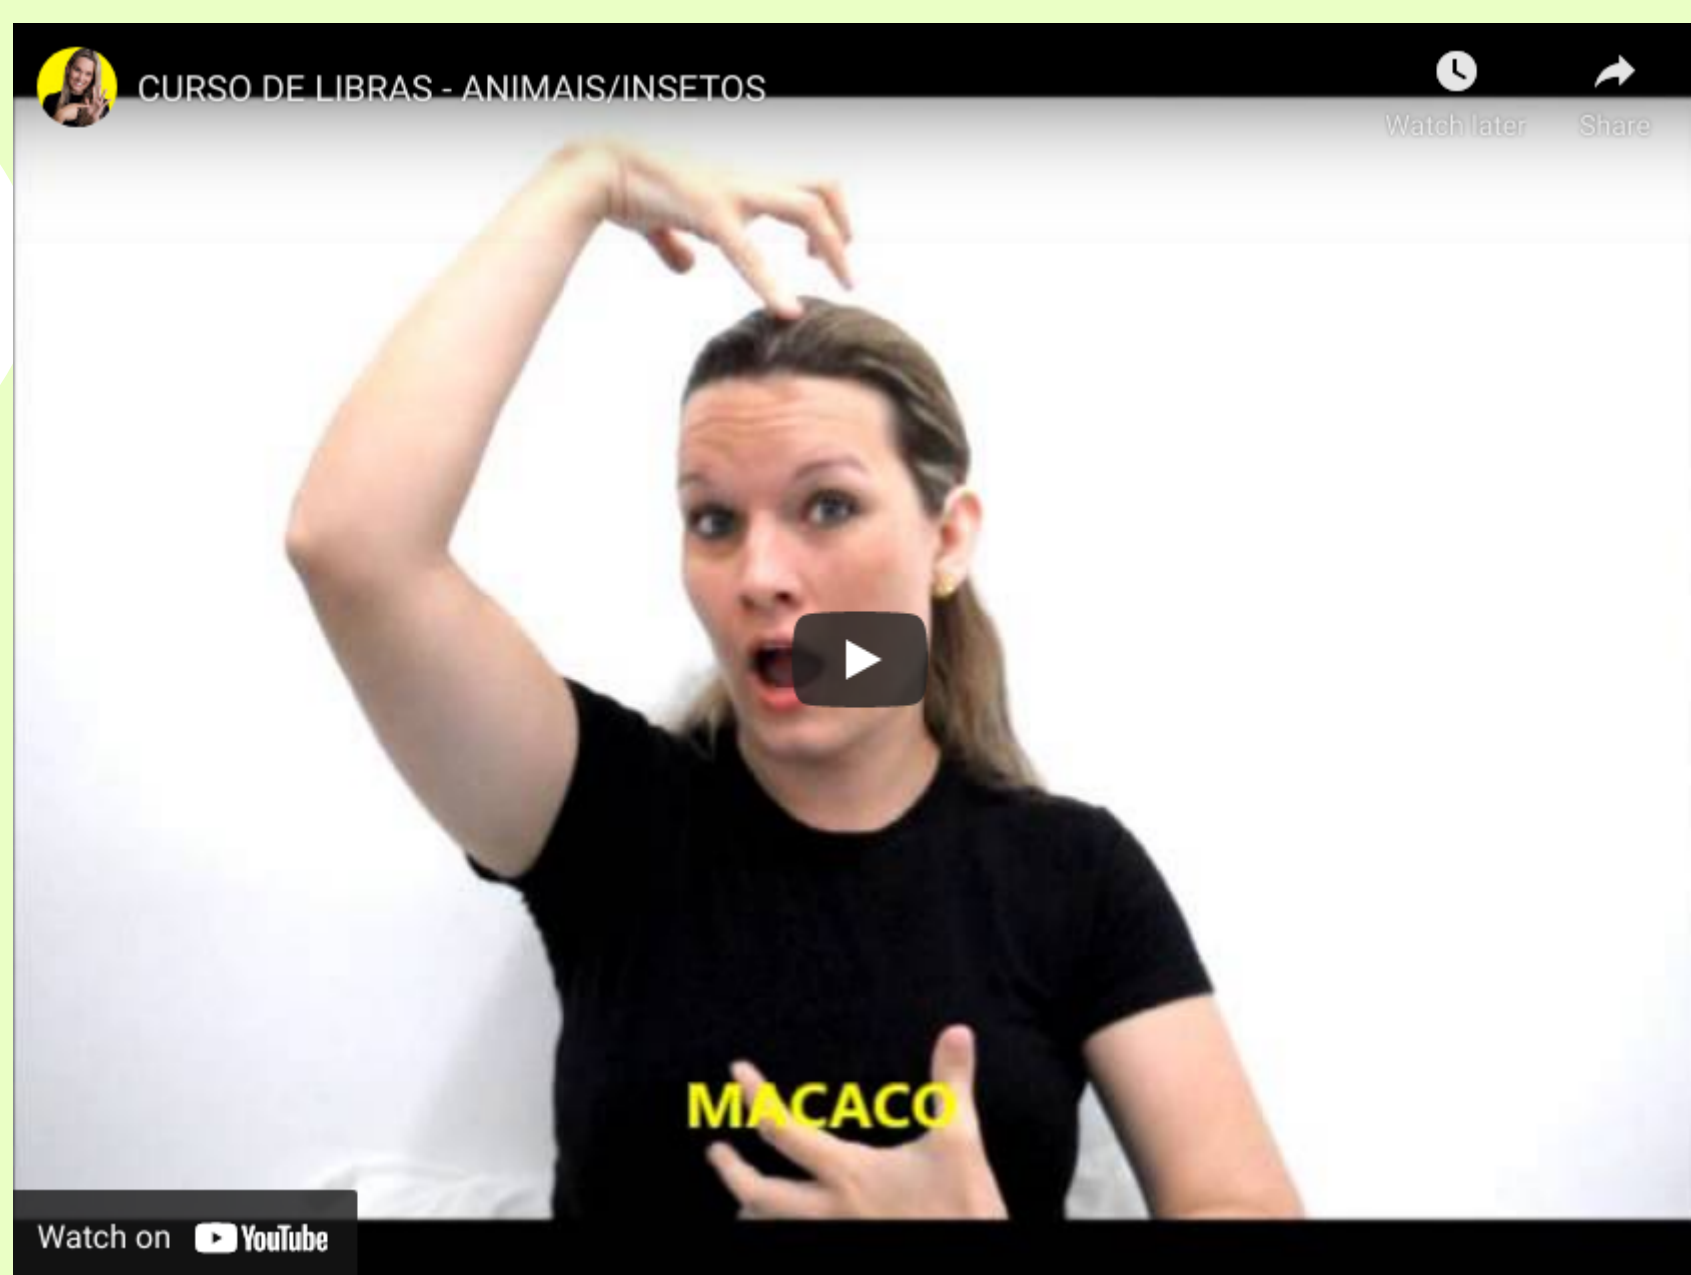 CURSO DE LIBRAS - ANIMAIS/INSETOS
Watch later
Share
MACACO
Watch on YouTube